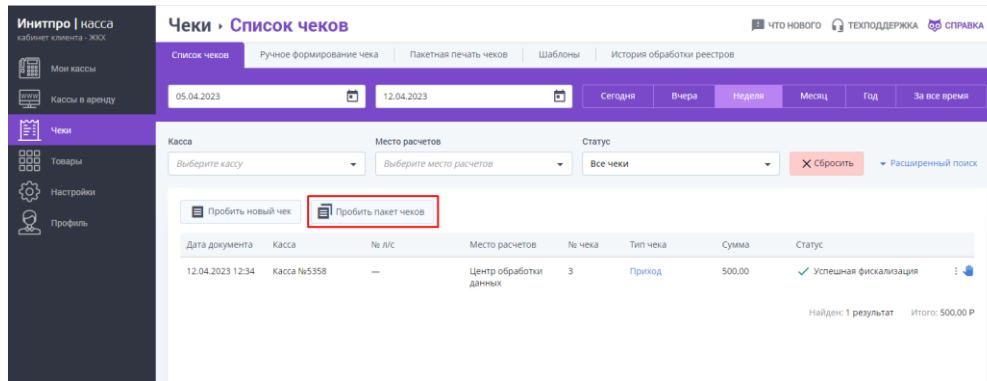 Инитпро | касса
кабинет клиента - ЖКХ
Мои кассы
Кассы в аренду
Чеки
Товары
Настройки
Профиль
Чеки › Список чеков
ЧТО НОВОГО ТЕХПОДДЕРЖКА СПРАВКА
Список чеков Ручное формирование чека Пакетная печать чеков Шаблоны История обработки реестров
05.04.2023 12.04.2023 Сегодня Вчера Неделя Месяц Год За все время
Касса Место расчетов Статус
Выберите кассу Выберите место расчетов Все чеки Сбросить Расширенный поиск
Пробить новый чек Пробить пакет чеков
Дата документа Касса № л/с Место расчетов № чека Тип чека Сумма Статус
12.04.2023 12:34 Касса №5358 — Центр обработки 3 Приход 500,00 Успешная фискализация
данных
Найден: 1 результат Итого: 500,00 Р